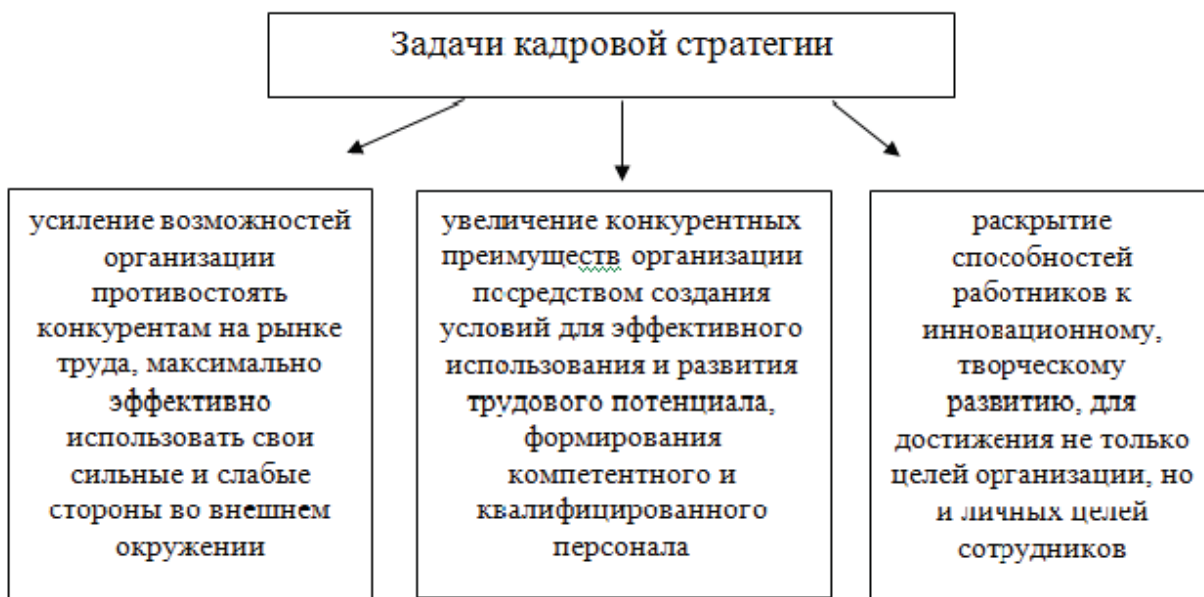 Задачи кадровой стратегии
усиление возможностей
организации
противостоять
конкурентам на рынке
труда, максимально
эффективно
использовать свои
сильные и слабые
стороны во внешнем
окружении
увеличение конкурентных
преимуществ организации
посредством создания
условий для эффективного
использования и развития
трудового потенциала,
формирования
компетентного и
квалифицированного
персонала
раскрытие
способностей
работников к
инновационному,
творческому
развитию, для
достижения не только
целей организации, но
и личных целей
сотрудников